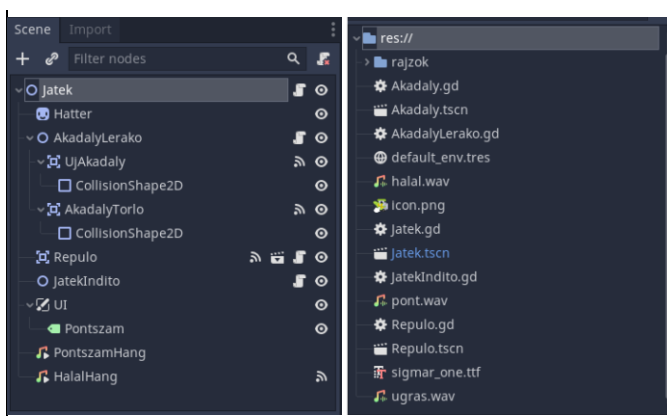 Scene Import
Filter nodes
Jatek
Hatter
AkadalyLerako
UjAkadaly
CollisionShape2D
AkadalyTorlo
CollisionShape2D
Repulo
JatekIndito
UI
Pontszam
PontszamHang
HalalHang
res://
rajzok
Akadaly.gd
Akadaly.tscn
AkadalyLerako.gd
default_env.tres
halal.wav
icon.png
Jatek.gd
Jatek.tscn
JatekIndito.gd
pont.wav
Repulo.gd
Repulo.tscn
sigmar_one.ttf
ugras.wav